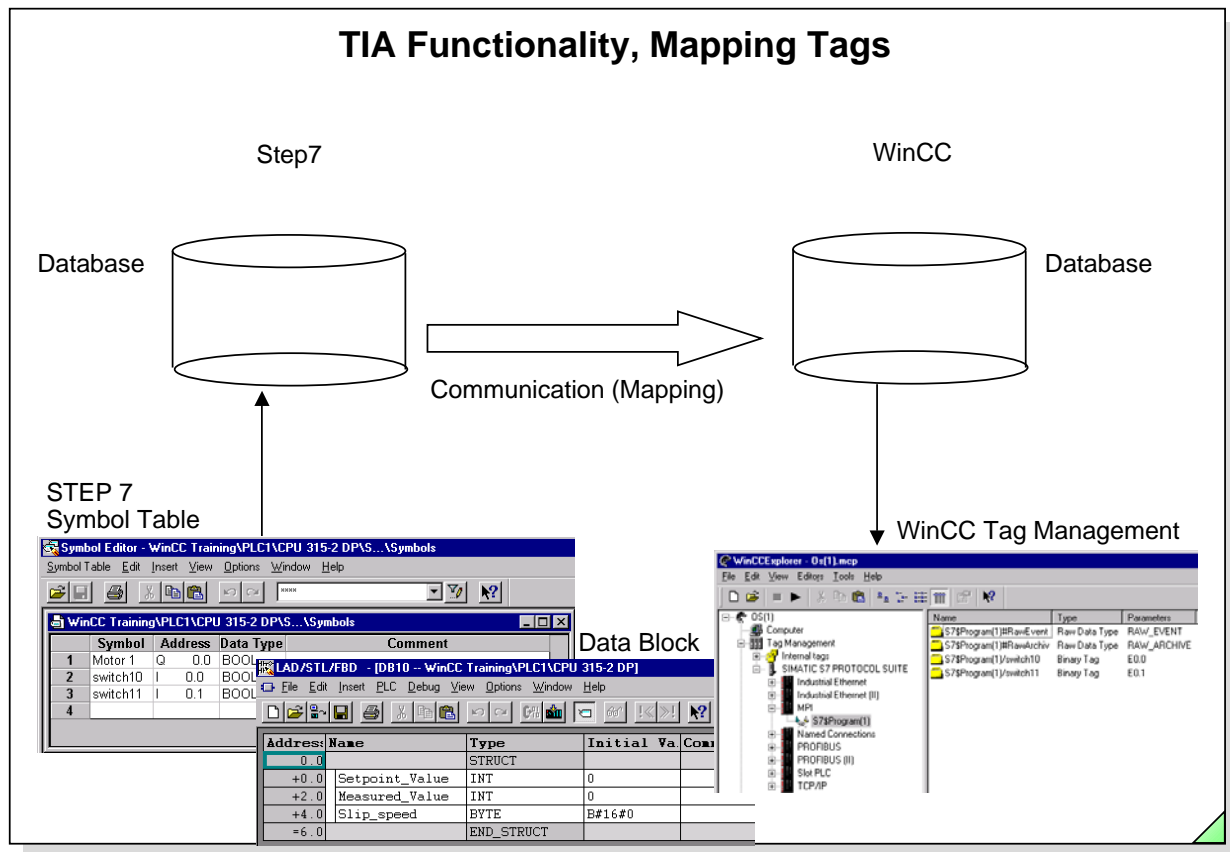 TIA Functionality, Mapping Tags
Step7
WinCC
Database
Database
Communication (Mapping)
STEP 7
Symbol Table
WinCC Tag Management
Symbol Editor - WinCC Training\PLC1\CPU 315-2 DP\S...\Symbols
Symbol Table Edit Insert View Options Window Help
WinCC Training\PLC1\CPU 315-2 DP\S...\Symbols
Symbol Address Data Type Comment
1 Motor 1 Q 0.0 BOOL
2 switch10 I 0.0 BOOL
3 switch11 I 0.1 BOOL
4
Data Block
LAD/STL/FBD - [DB10 -- WinCC Training\PLC1\CPU 315-2 DP]
File Edit Insert PLC Debug View Options Window Help
Address Name Type Initial Va Com
0.0 STRUCT
+0.0 Setpoint_Value INT 0
+2.0 Measured_Value INT 0
+4.0 Slip_speed BYTE B#16#0
=6.0 END_STRUCT
WinCCExplorer - Os[1].mcp
File Edit View Editors Tools Help
OS(1)
Computer
Tag Management
Internal tags
SIMATIC S7 PROTOCOL SUITE
Industrial Ethernet
Industrial Ethernet (II)
MPI
S7$Program(1)
Named Connections
PROFIBUS
PROFIBUS (II)
Slot PLC
TCP/IP
Name Type Parameters
S7$Program(1)#RawEvent Raw Data Type RAW_EVENT
S7$Program(1)#RawArchiv Raw Data Type RAW_ARCHIVE
S7$Program(1)/switch10 Binary Tag E0.0
S7$Program(1)/switch11 Binary Tag E0.1